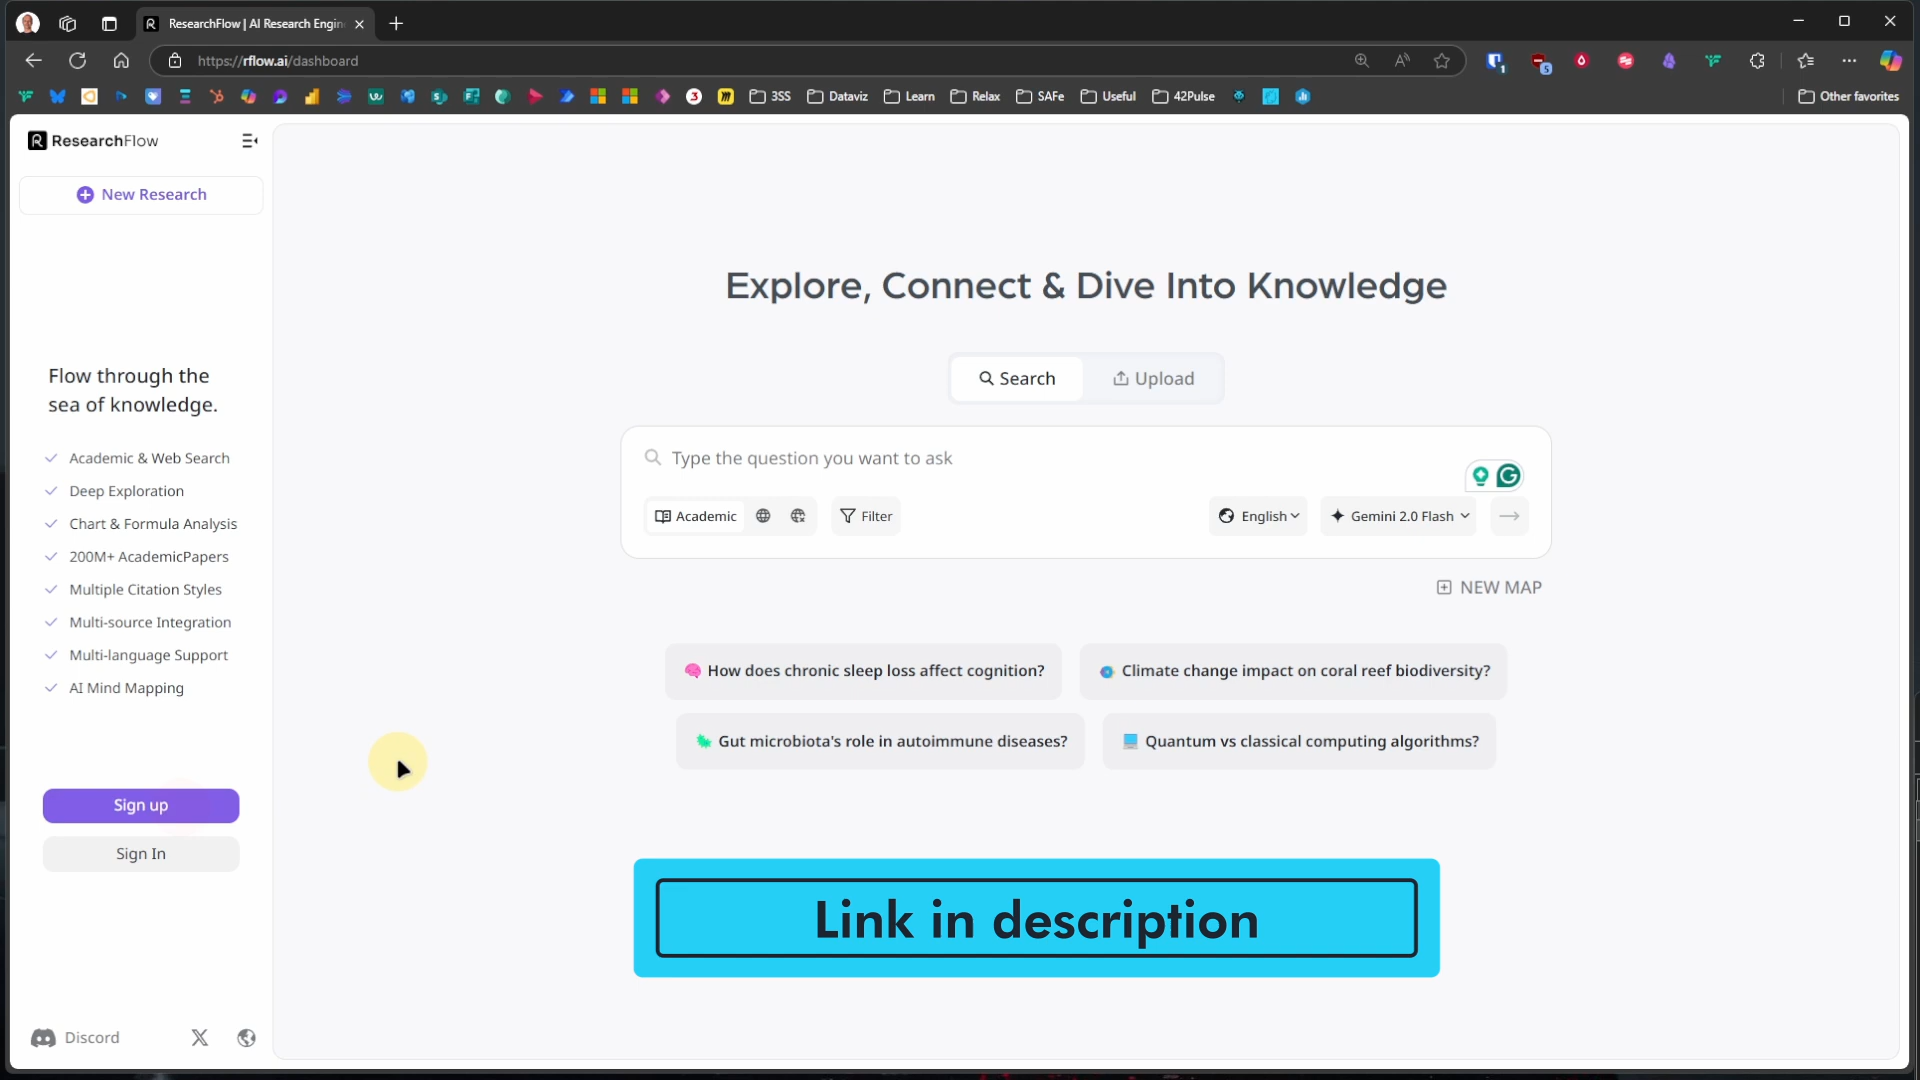 ResearchFlow | AI Research Engin
https://rflow.ai/dashboard
3SS
Dataviz
Learn
Relax
SAFe
Useful
42Pulse
Other favorites
ResearchFlow
New Research
Flow through the
sea of knowledge.
Academic & Web Search
Deep Exploration
Chart & Formula Analysis
200M+ AcademicPapers
Multiple Citation Styles
Multi-source Integration
Multi-language Support
AI Mind Mapping
Sign up
Sign In
Discord
Explore, Connect & Dive Into Knowledge
Search
Upload
Type the question you want to ask
Academic
Filter
English
Gemini 2.0 Flash
NEW MAP
How does chronic sleep loss affect cognition?
Climate change impact on coral reef biodiversity?
Gut microbiota's role in autoimmune diseases?
Quantum vs classical computing algorithms?
Link in description